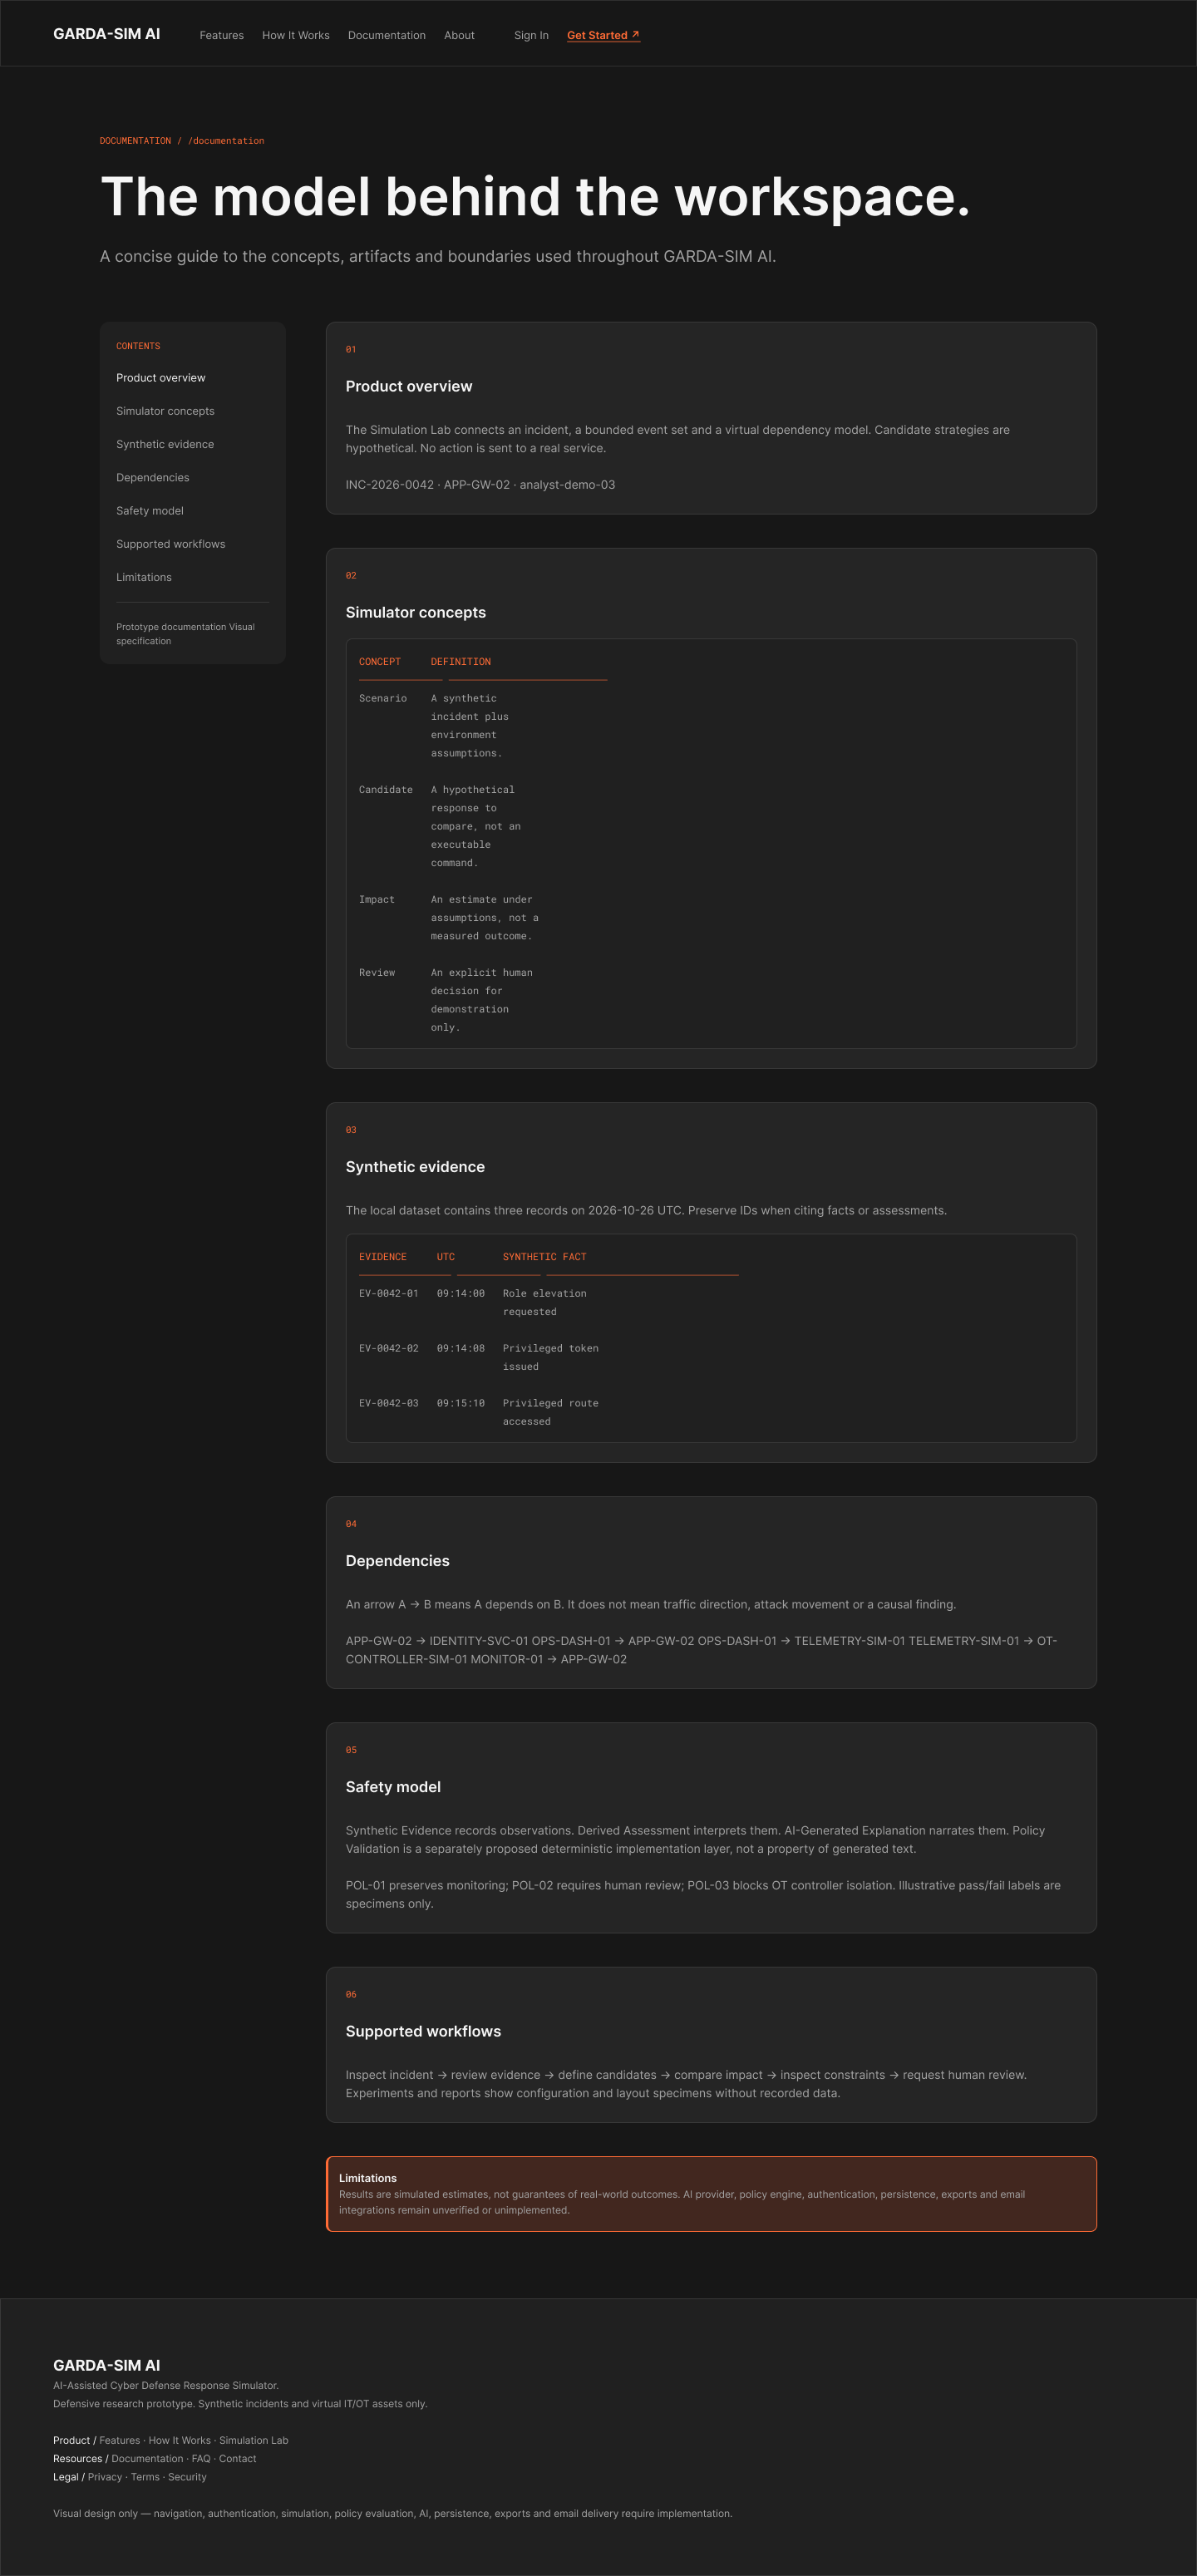 GARDA-SIM AI
Features How It Works Documentation About Sign In Get Started ↗
DOCUMENTATION / /documentation
The model behind the workspace.
A concise guide to the concepts, artifacts and boundaries used throughout GARDA-SIM AI.
CONTENTS
Product overview
Simulator concepts
Synthetic evidence
Dependencies
Safety model
Supported workflows
Limitations
Prototype documentation Visual
specification
01
Product overview
The Simulation Lab connects an incident, a bounded event set and a virtual dependency model. Candidate strategies are
hypothetical. No action is sent to a real service.
INC-2026-0042 · APP-GW-02 · analyst-demo-03
02
Simulator concepts
CONCEPT DEFINITION
Scenario A synthetic
incident plus
environment
assumptions.
Candidate A hypothetical
response to
compare, not an
executable
command.
Impact An estimate under
assumptions, not a
measured outcome.
Review An explicit human
decision for
demonstration
only.
03
Synthetic evidence
The local dataset contains three records on 2026-10-26 UTC. Preserve IDs when citing facts or assessments.
EVIDENCE UTC SYNTHETIC FACT
EV-0042-01 09:14:00 Role elevation
requested
EV-0042-02 09:14:08 Privileged token
issued
EV-0042-03 09:15:10 Privileged route
accessed
04
Dependencies
An arrow A → B means A depends on B. It does not mean traffic direction, attack movement or a causal finding.
APP-GW-02 → IDENTITY-SVC-01 OPS-DASH-01 → APP-GW-02 OPS-DASH-01 → TELEMETRY-SIM-01 TELEMETRY-SIM-01 → OT-
CONTROLLER-SIM-01 MONITOR-01 → APP-GW-02
05
Safety model
Synthetic Evidence records observations. Derived Assessment interprets them. AI-Generated Explanation narrates them. Policy
Validation is a separately proposed deterministic implementation layer, not a property of generated text.
POL-01 preserves monitoring; POL-02 requires human review; POL-03 blocks OT controller isolation. Illustrative pass/fail labels are
specimens only.
06
Supported workflows
Inspect incident → review evidence → define candidates → compare impact → inspect constraints → request human review.
Experiments and reports show configuration and layout specimens without recorded data.
Limitations
Results are simulated estimates, not guarantees of real-world outcomes. AI provider, policy engine, authentication, persistence, exports and email
integrations remain unverified or unimplemented.
GARDA-SIM AI
AI-Assisted Cyber Defense Response Simulator.
Defensive research prototype. Synthetic incidents and virtual IT/OT assets only.
Product / Features · How It Works · Simulation Lab
Resources / Documentation · FAQ · Contact
Legal / Privacy · Terms · Security
Visual design only — navigation, authentication, simulation, policy evaluation, AI, persistence, exports and email delivery require implementation.